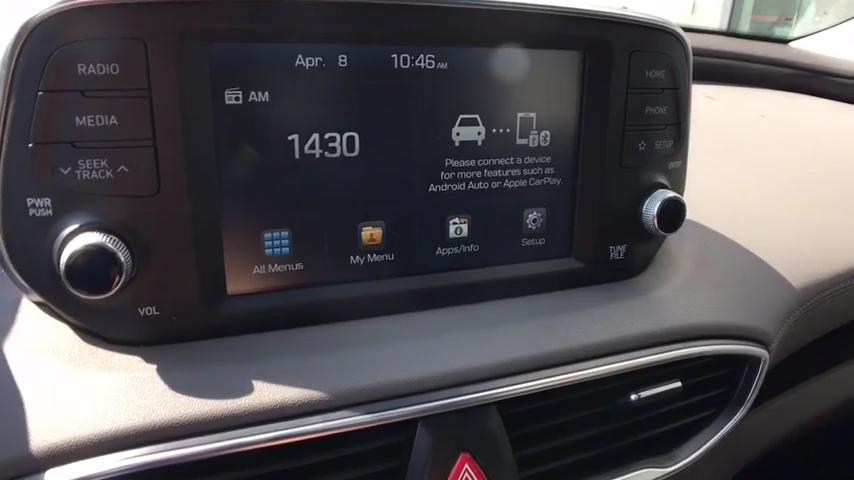 Apr. 8 10:46 AM
RADIO
MEDIA
SEEK
TRACK
PWR
PUSH
VOL
AM
1430
Please connect a device
for more features such as
Android Auto or Apple CarPlay.
All Menus
My Menu
Apps/Info
Setup
HOME
PHONE
☆ SETUP
ENTER
TUNE
FILE